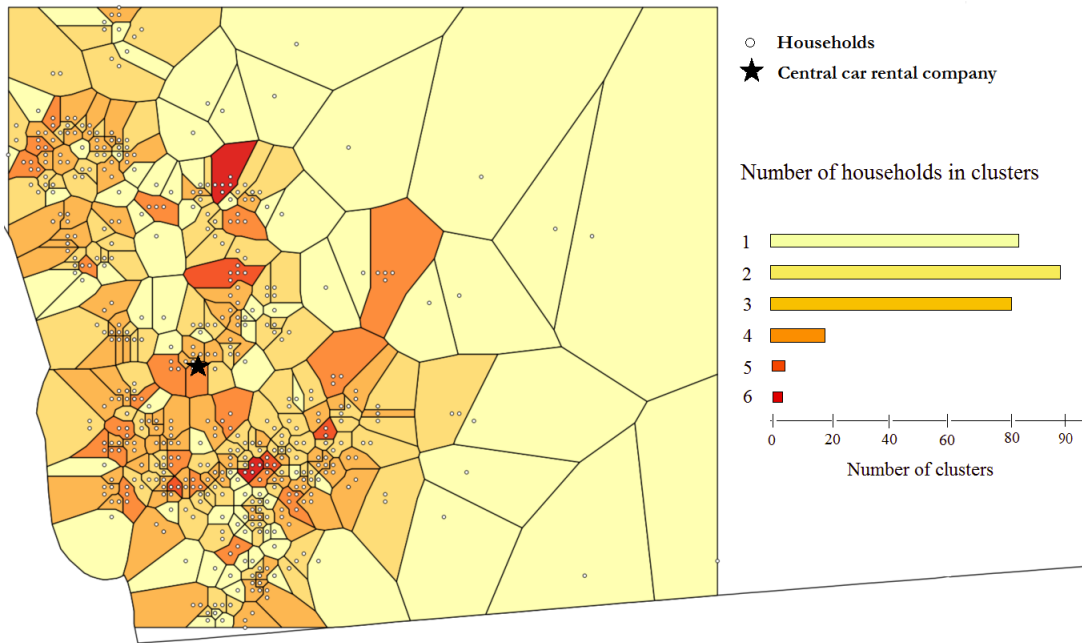 Households
Central car rental company
Number of households in clusters
1
2
3
4
5
6
0 20 40 60 80 90
Number of clusters